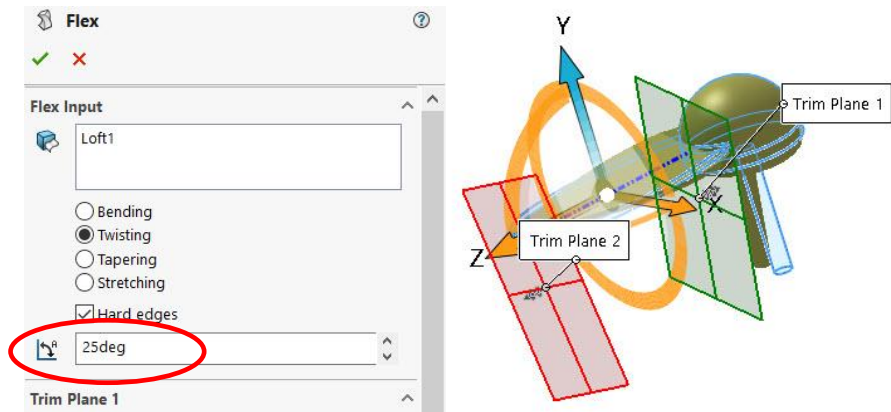 Flex
Flex Input
Loft1
Bending
Twisting
Tapering
Stretching
Hard edges
25deg
Trim Plane 1
Y
Trim Plane 1
X
Z
Trim Plane 2